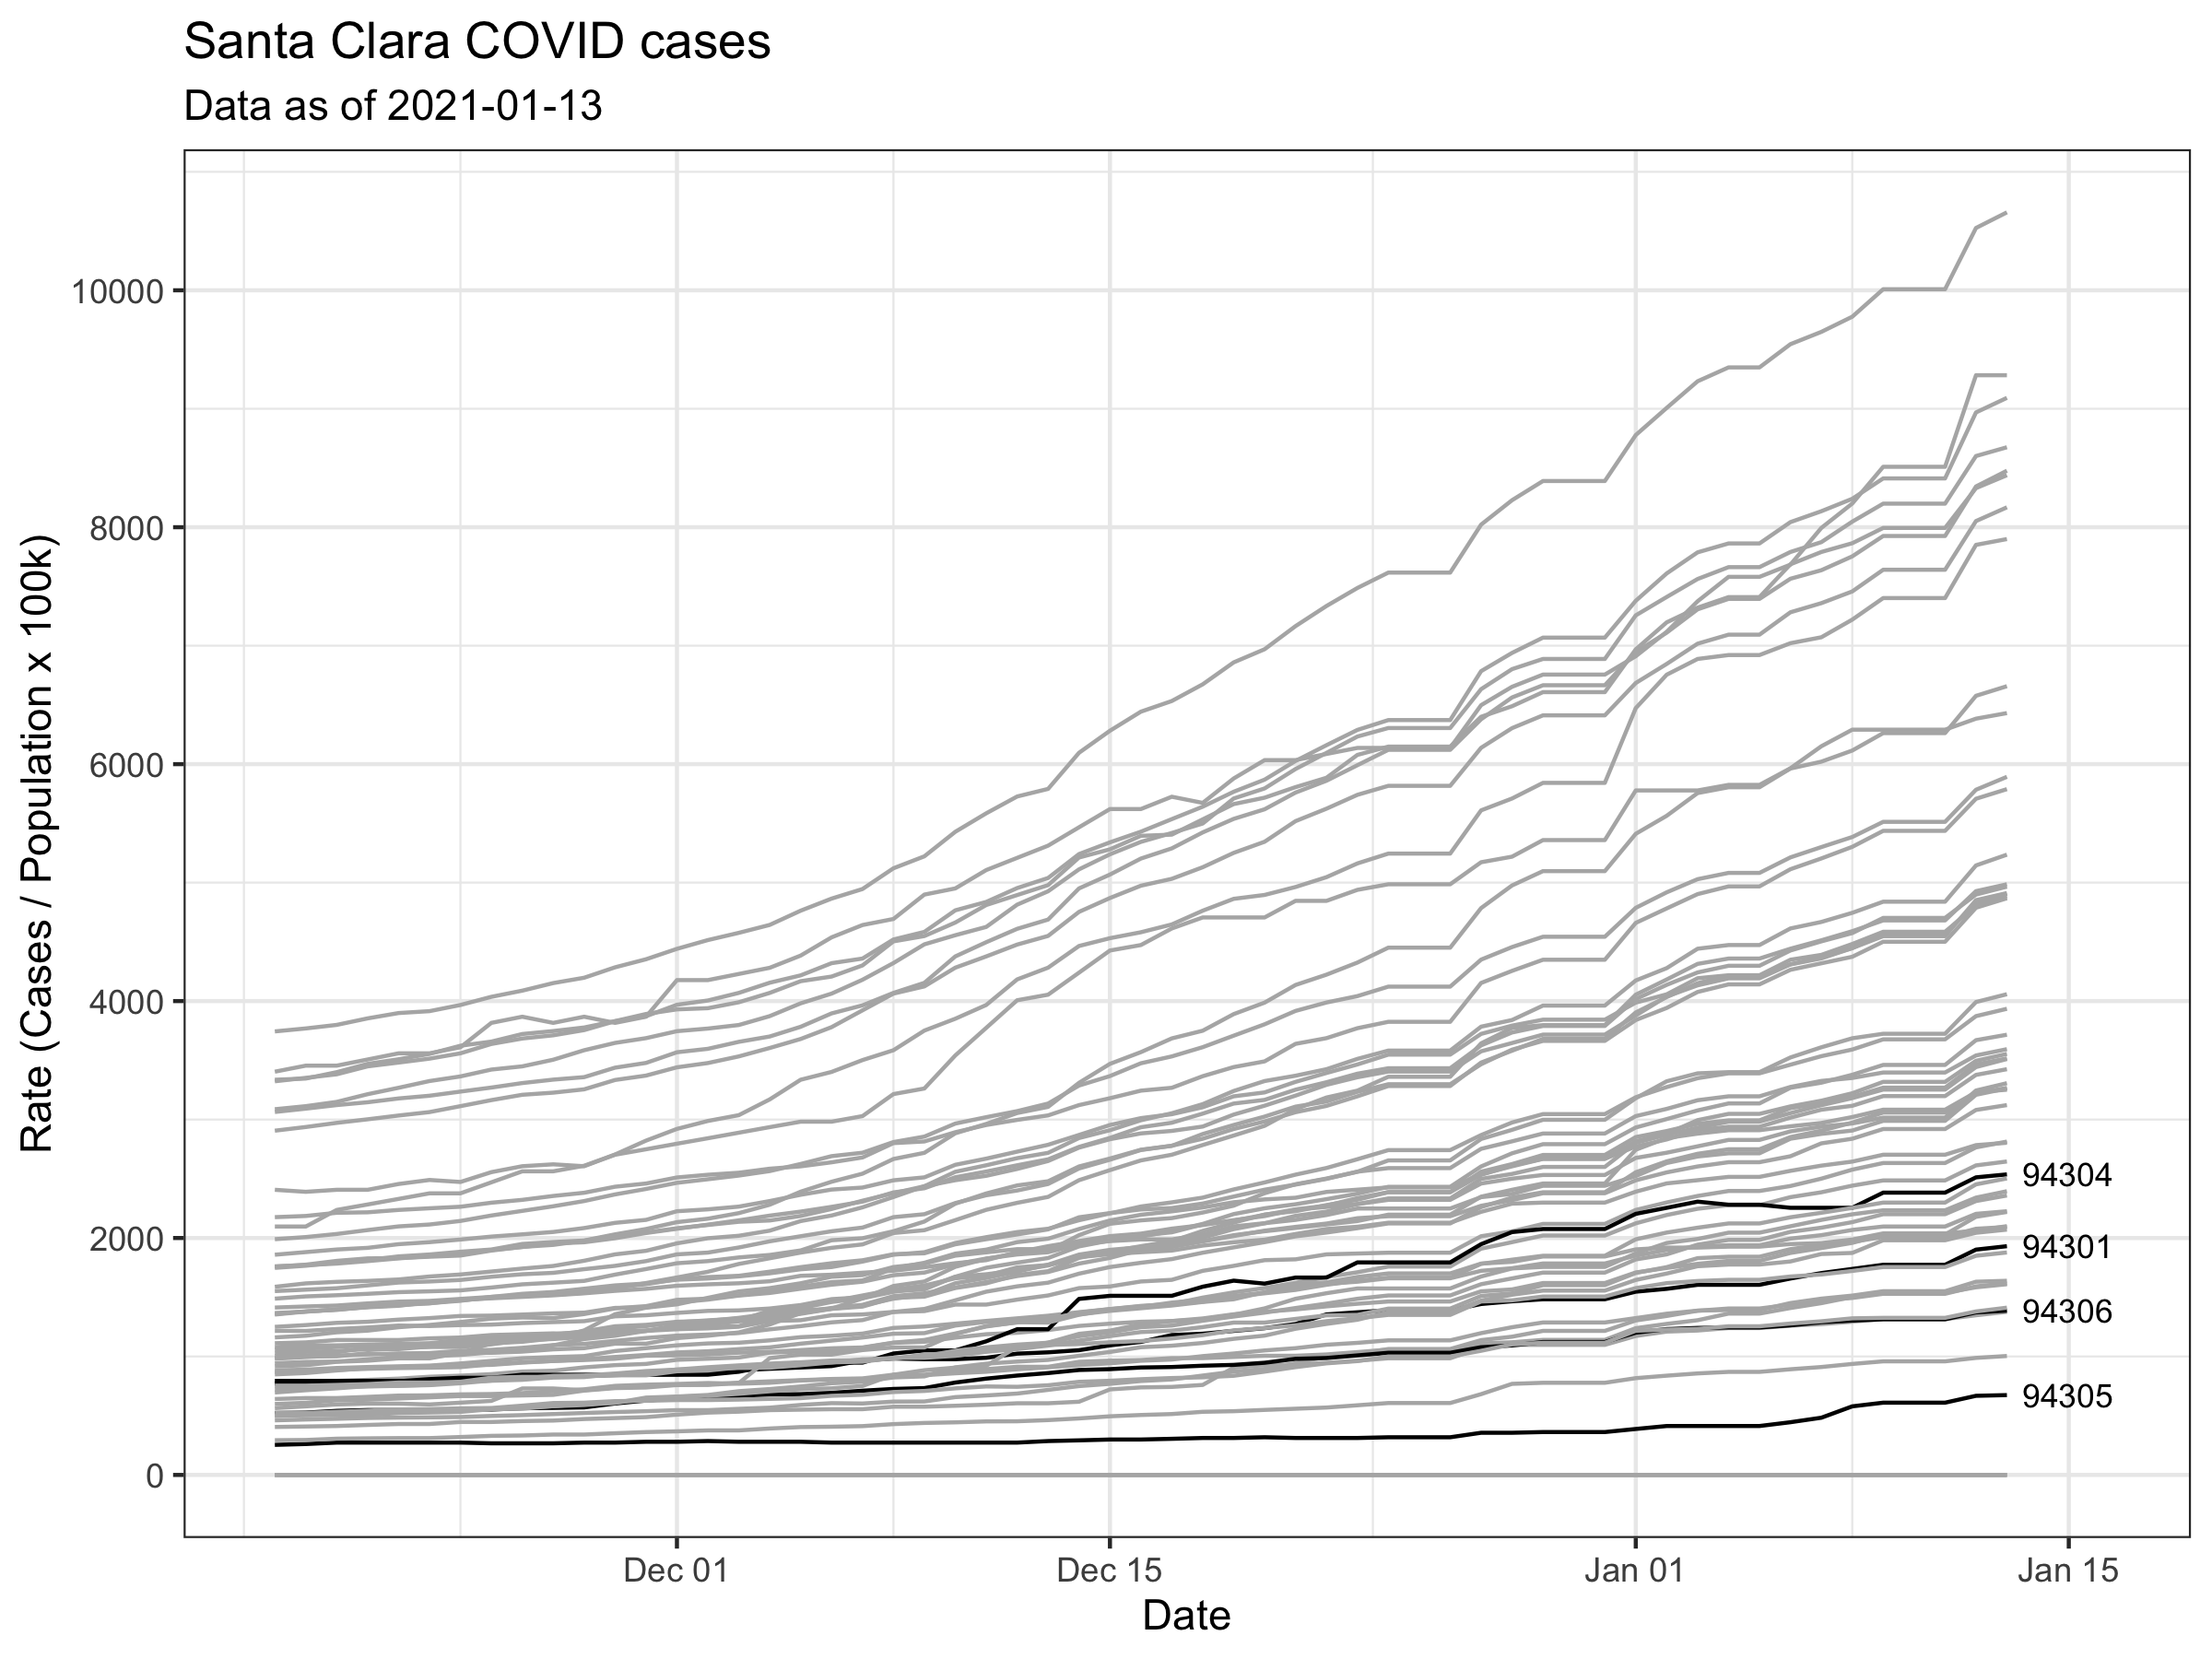 Santa Clara COVID cases
Data as of 2021-01-13
Rate (Cases / Population x 100k)
10000
8000
6000
4000
2000
0
94304
94301
94306
94305
Dec 01
Dec 15
Jan 01
Jan 15
Date